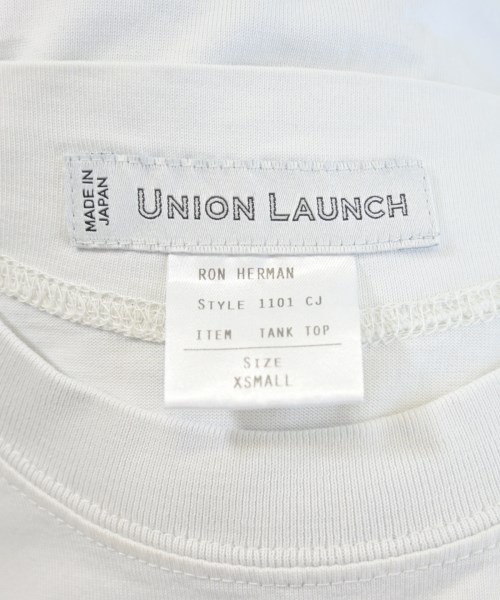 MADE IN
JAPAN
UNION LAUNCH
RON HERMAN
STYLE 1101 CJ
ITEM TANK TOP
SIZE
XSMALL